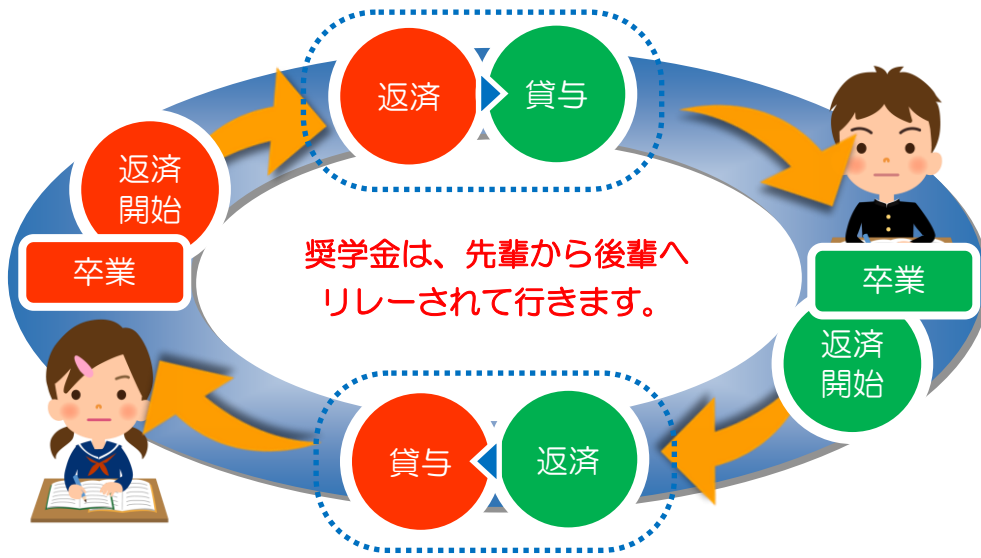 返済
貸与
返済
開始
卒業
奨学金は、先輩から後輩へ
リレーされて行きます。
卒業
返済
開始
貸与
返済